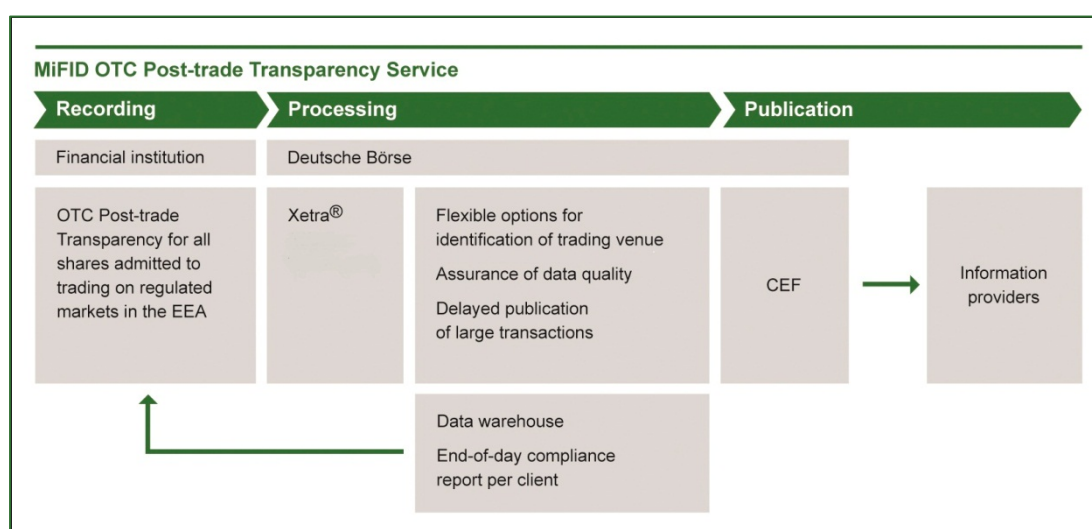 MiFID OTC Post-trade Transparency Service
Recording
Processing
Publication
Financial institution
Deutsche Börse
OTC Post-trade
Transparency for all
shares admitted to
trading on regulated
markets in the EEA
Xetra®
Flexible options for
identification of trading venue
Assurance of data quality
Delayed publication
of large transactions
CEF
Information
providers
Data warehouse
End-of-day compliance
report per client